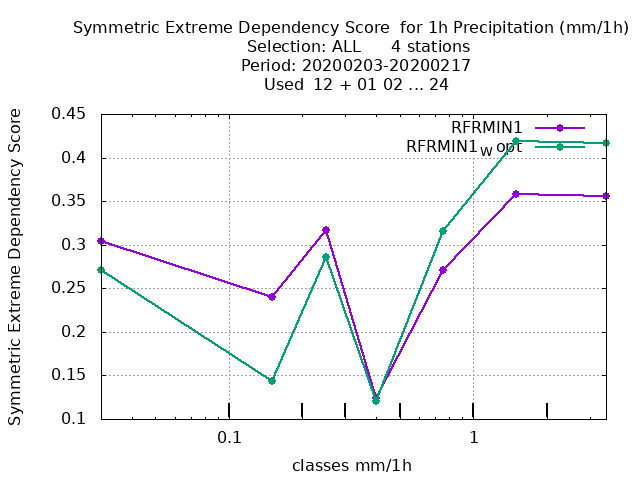 Symmetric Extreme Dependency Score  for 1h Precipitation (mm/1h)
Selection: ALL      4 stations
Period: 20200203-20200217
Used  12 + 01 02 ... 24
Symmetric Extreme Dependency Score
0.45
0.4
0.35
0.3
0.25
0.2
0.15
0.1
RFRMIN1
RFRMIN1w opt
0.1
1
classes mm/1h